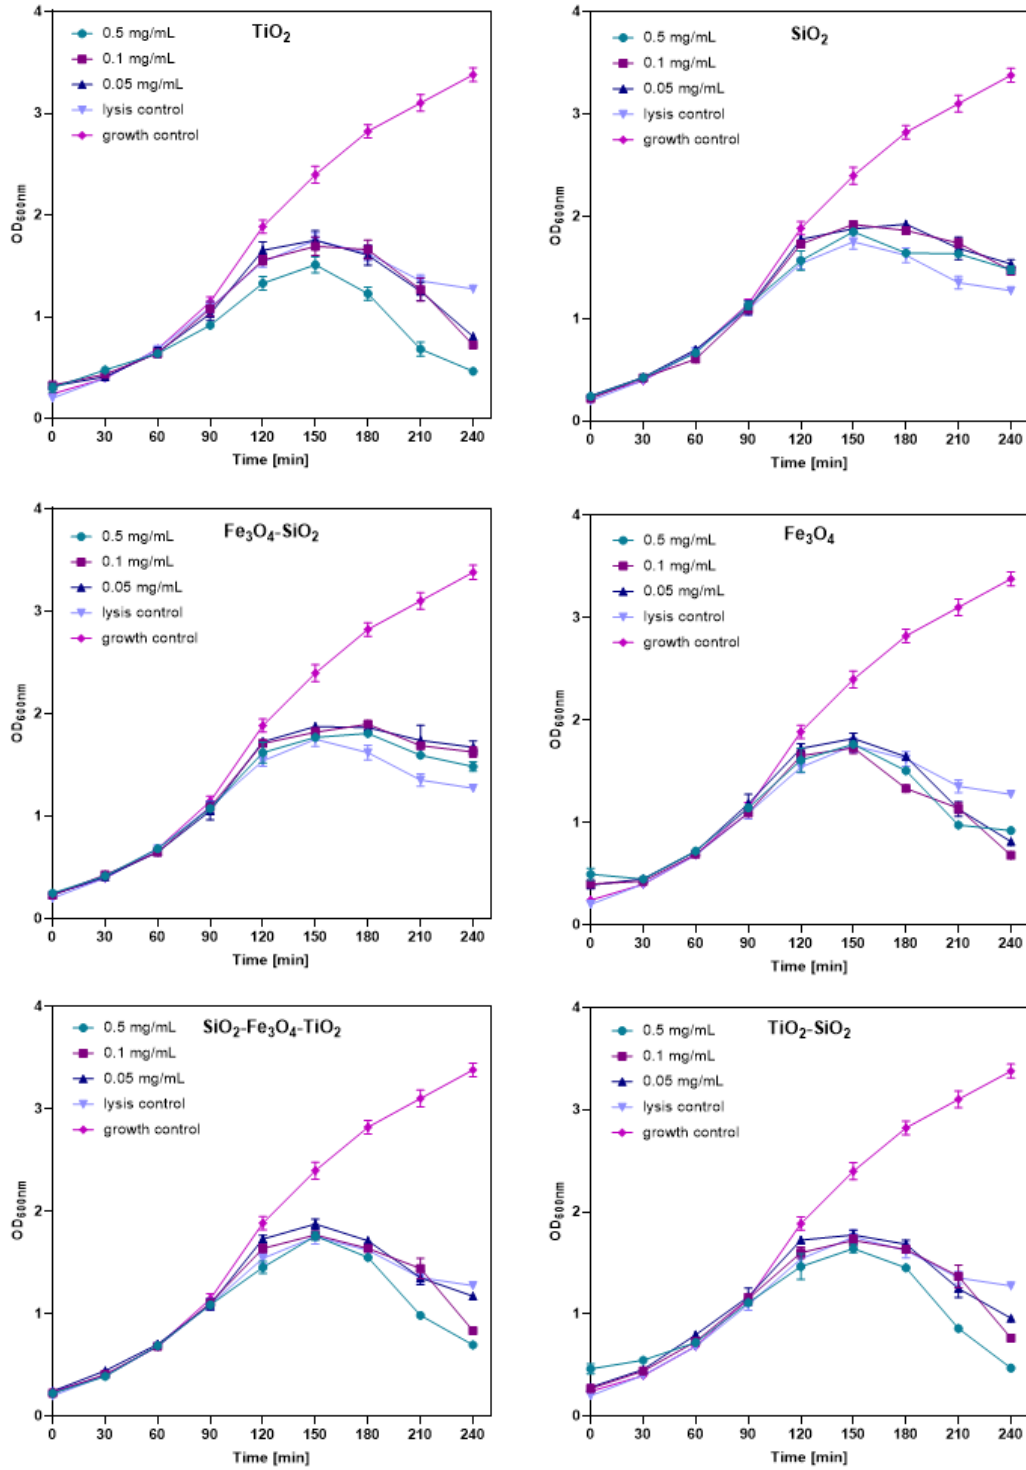 TiO₂
0.5 mg/mL
0.1 mg/mL
0.05 mg/mL
lysis control
growth control
OD₆₀₀nm
4
3
2
1
0
0 30 60 90 120 150 180 210 240
Time [min]
SiO₂
0.5 mg/mL
0.1 mg/mL
0.05 mg/mL
lysis control
growth control
OD₆₀₀nm
4
3
2
1
0
0 30 60 90 120 150 180 210 240
Time [min]
Fe₃O₄-SiO₂
0.5 mg/mL
0.1 mg/mL
0.05 mg/mL
lysis control
growth control
OD₆₀₀nm
4
3
2
1
0
0 30 60 90 120 150 180 210 240
Time [min]
Fe₃O₄
0.5 mg/mL
0.1 mg/mL
0.05 mg/mL
lysis control
growth control
OD₆₀₀nm
4
3
2
1
0
0 30 60 90 120 150 180 210 240
Time [min]
SiO₂-Fe₃O₄-TiO₂
0.5 mg/mL
0.1 mg/mL
0.05 mg/mL
lysis control
growth control
OD₆₀₀nm
4
3
2
1
0
0 30 60 90 120 150 180 210 240
Time [min]
TiO₂-SiO₂
0.5 mg/mL
0.1 mg/mL
0.05 mg/mL
lysis control
growth control
OD₆₀₀nm
4
3
2
1
0
0 30 60 90 120 150 180 210 240
Time [min]